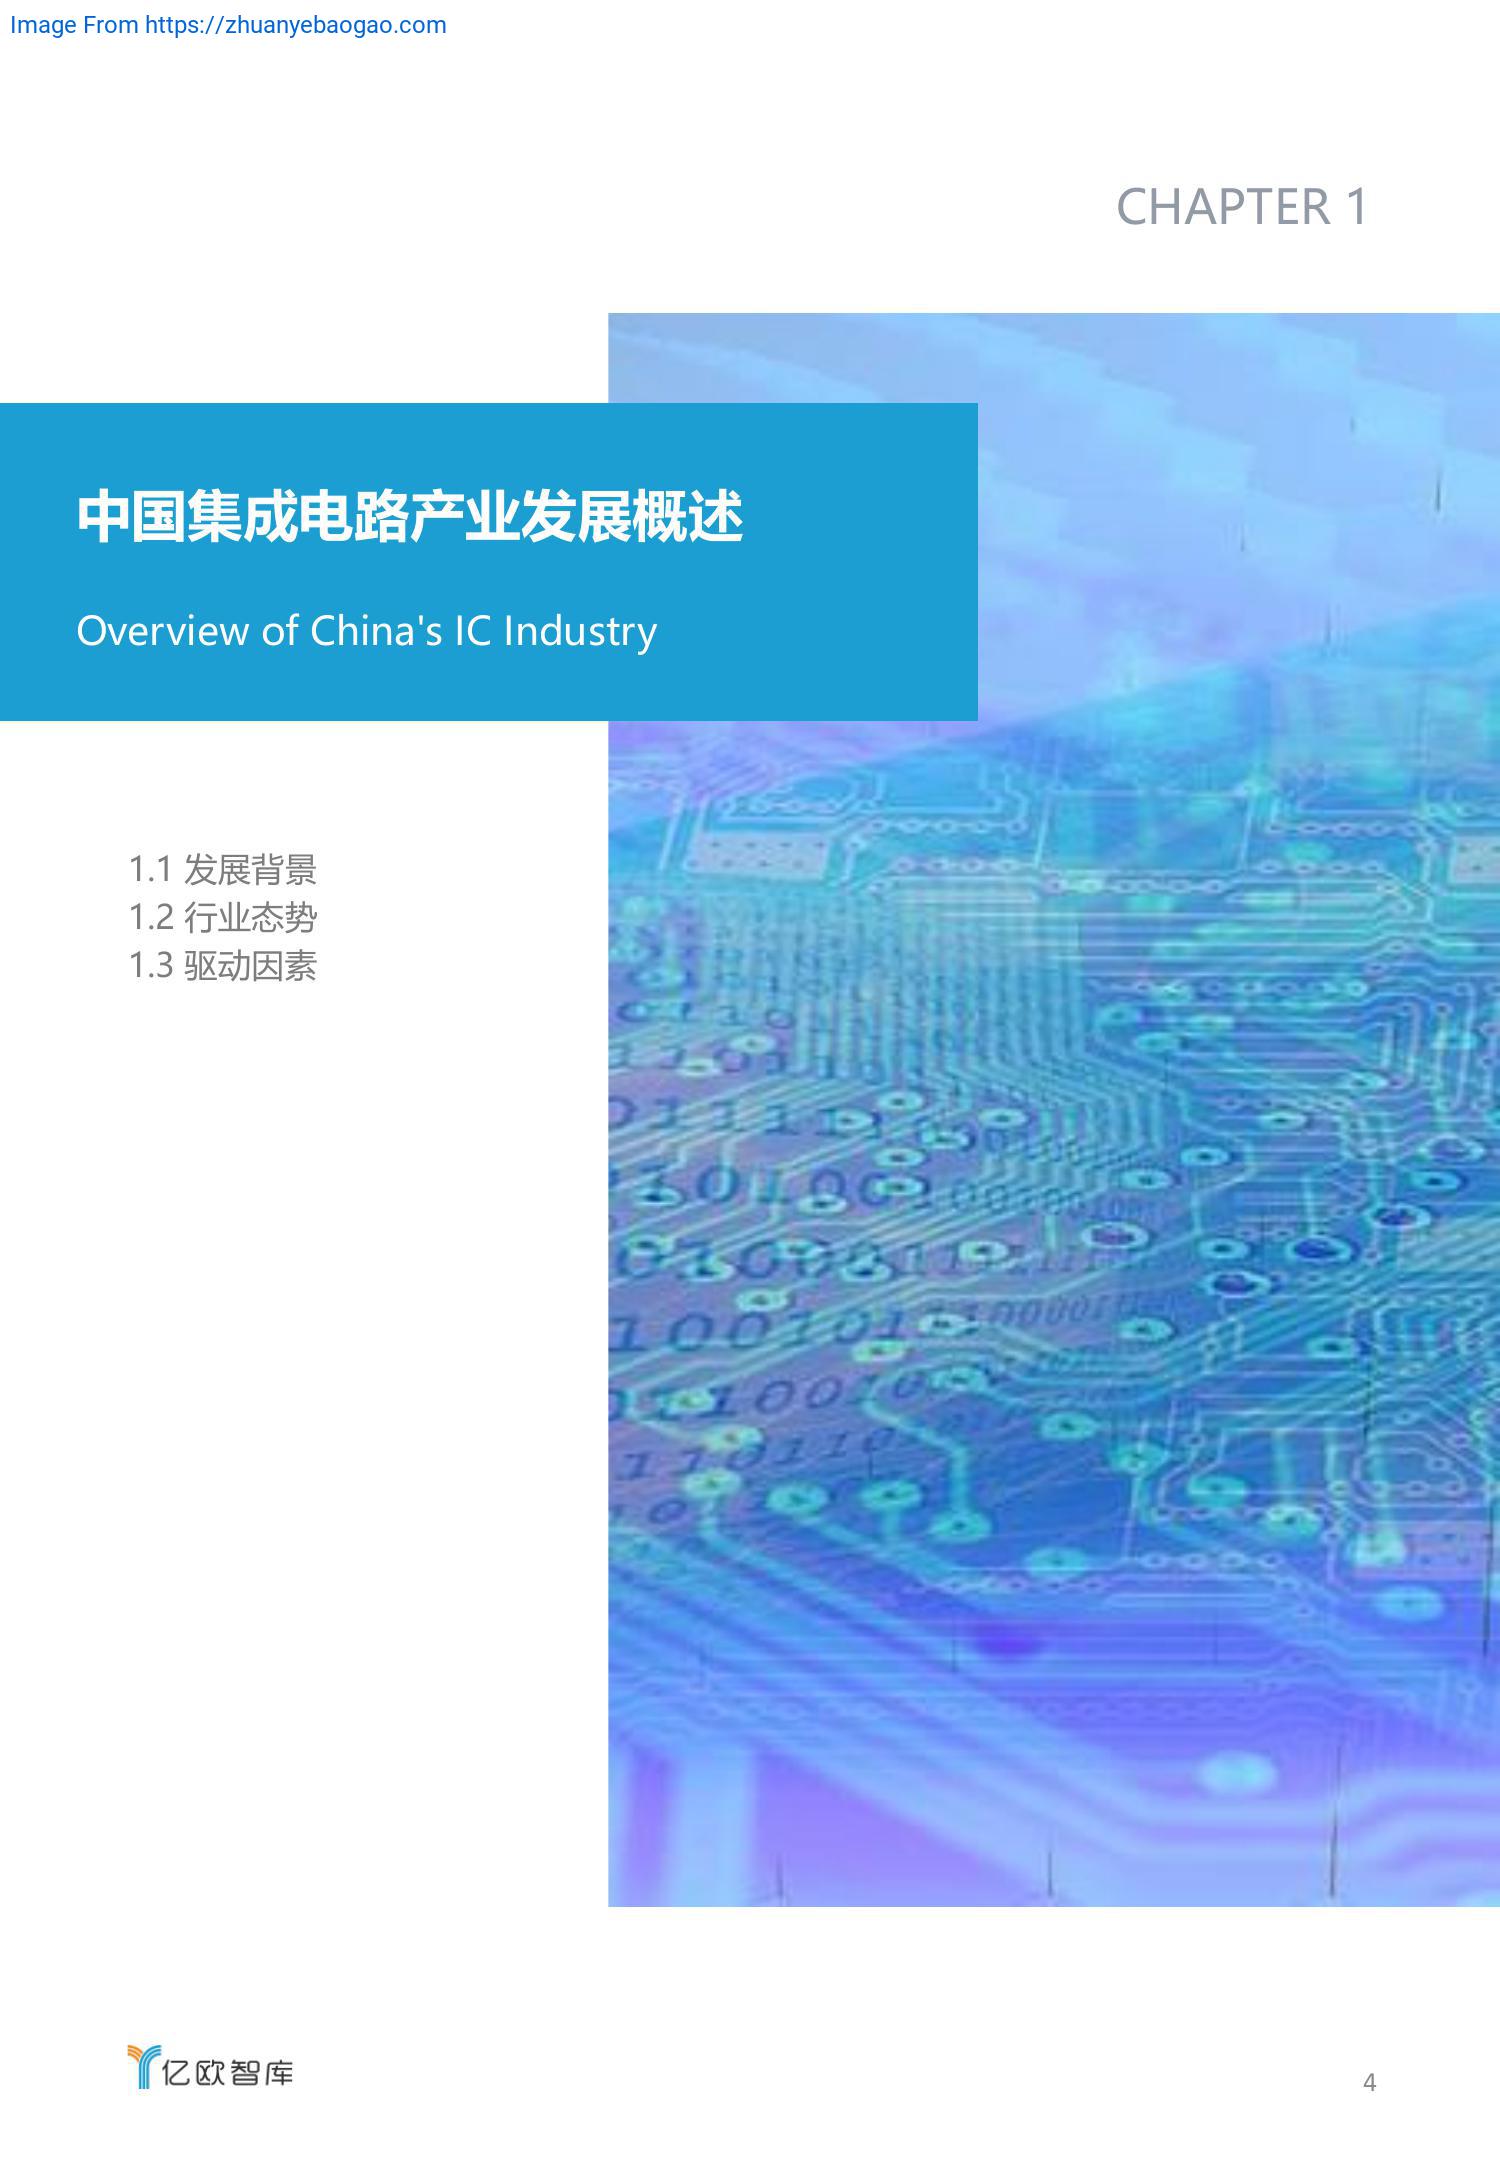 Image From https://zhuanyebaogao.com
CHAPTER 1
中国集成电路产业发展概述
Overview of China's IC Industry
1.1 发展背景
1.2 行业态势
1.3 驱动因素
亿欧智库
4